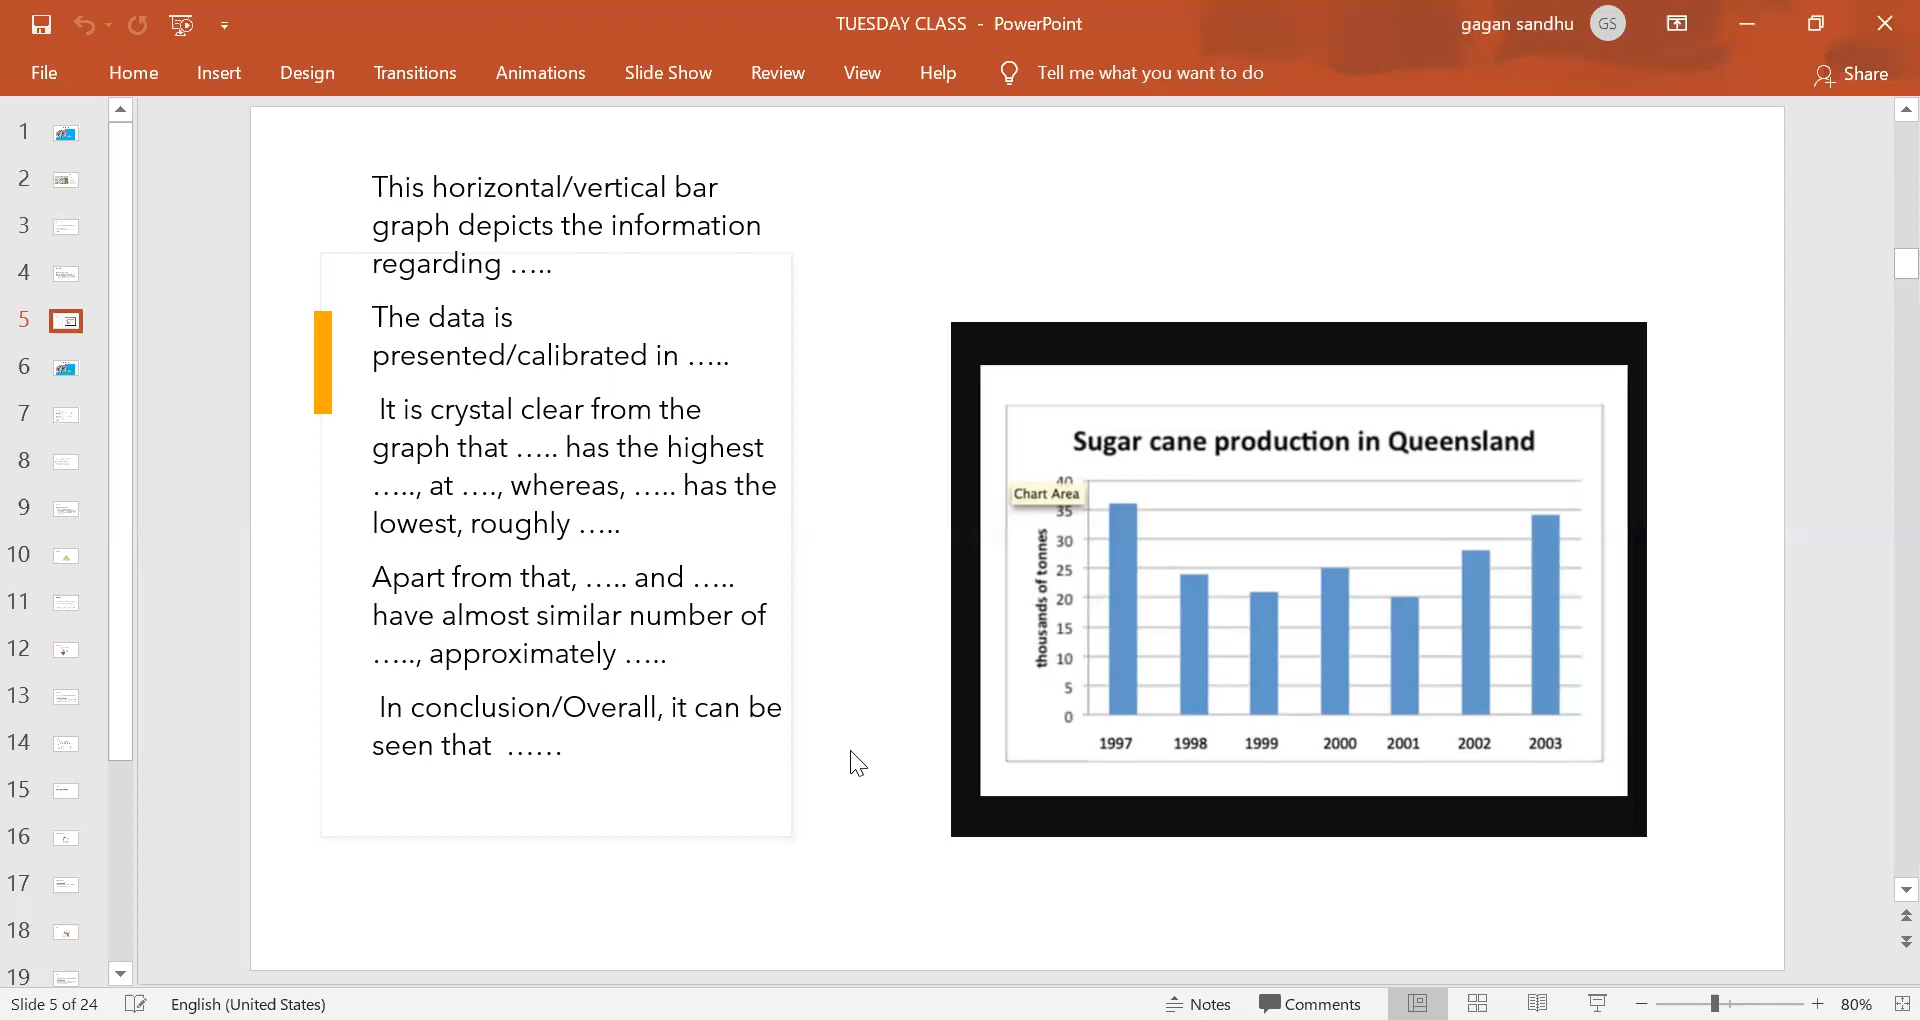 TUESDAY CLASS - PowerPoint
gagan sandhu
GS
File
Home
Insert
Design
Transitions
Animations
Slide Show
Review
View
Help
Tell me what you want to do
Share
1
2
3
4
5
6
7
8
9
10
11
12
13
14
15
16
17
18
19
This horizontal/vertical bar
graph depicts the information
regarding …..
The data is
presented/calibrated in …..
It is crystal clear from the
graph that ….. has the highest
….., at …., whereas, ….. has the
lowest, roughly …..
Apart from that, ….. and …..
have almost similar number of
….., approximately …..
In conclusion/Overall, it can be
seen that ……
Sugar cane production in Queensland
40
Chart Area
35
30
25
20
15
10
5
0
thousands of tonnes
1997
1998
1999
2000
2001
2002
2003
Slide 5 of 24
English (United States)
Notes
Comments
80%